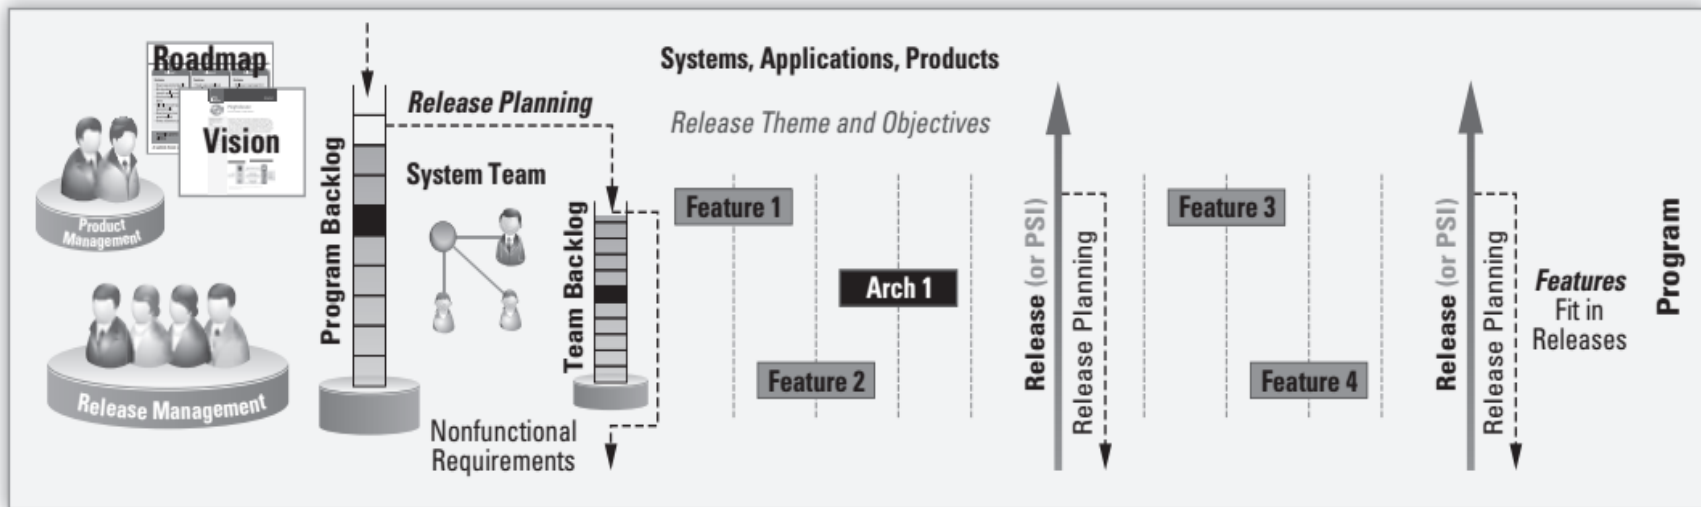 Roadmap
Vision
Product
Management
Release Management
Program Backlog
Release Planning
System Team
Team Backlog
Nonfunctional
Requirements
Systems, Applications, Products
Release Theme and Objectives
Feature 1
Arch 1
Feature 2
Release (or PSI)
Release Planning
Feature 3
Feature 4
Release (or PSI)
Release Planning
Features
Fit in
Releases
Program